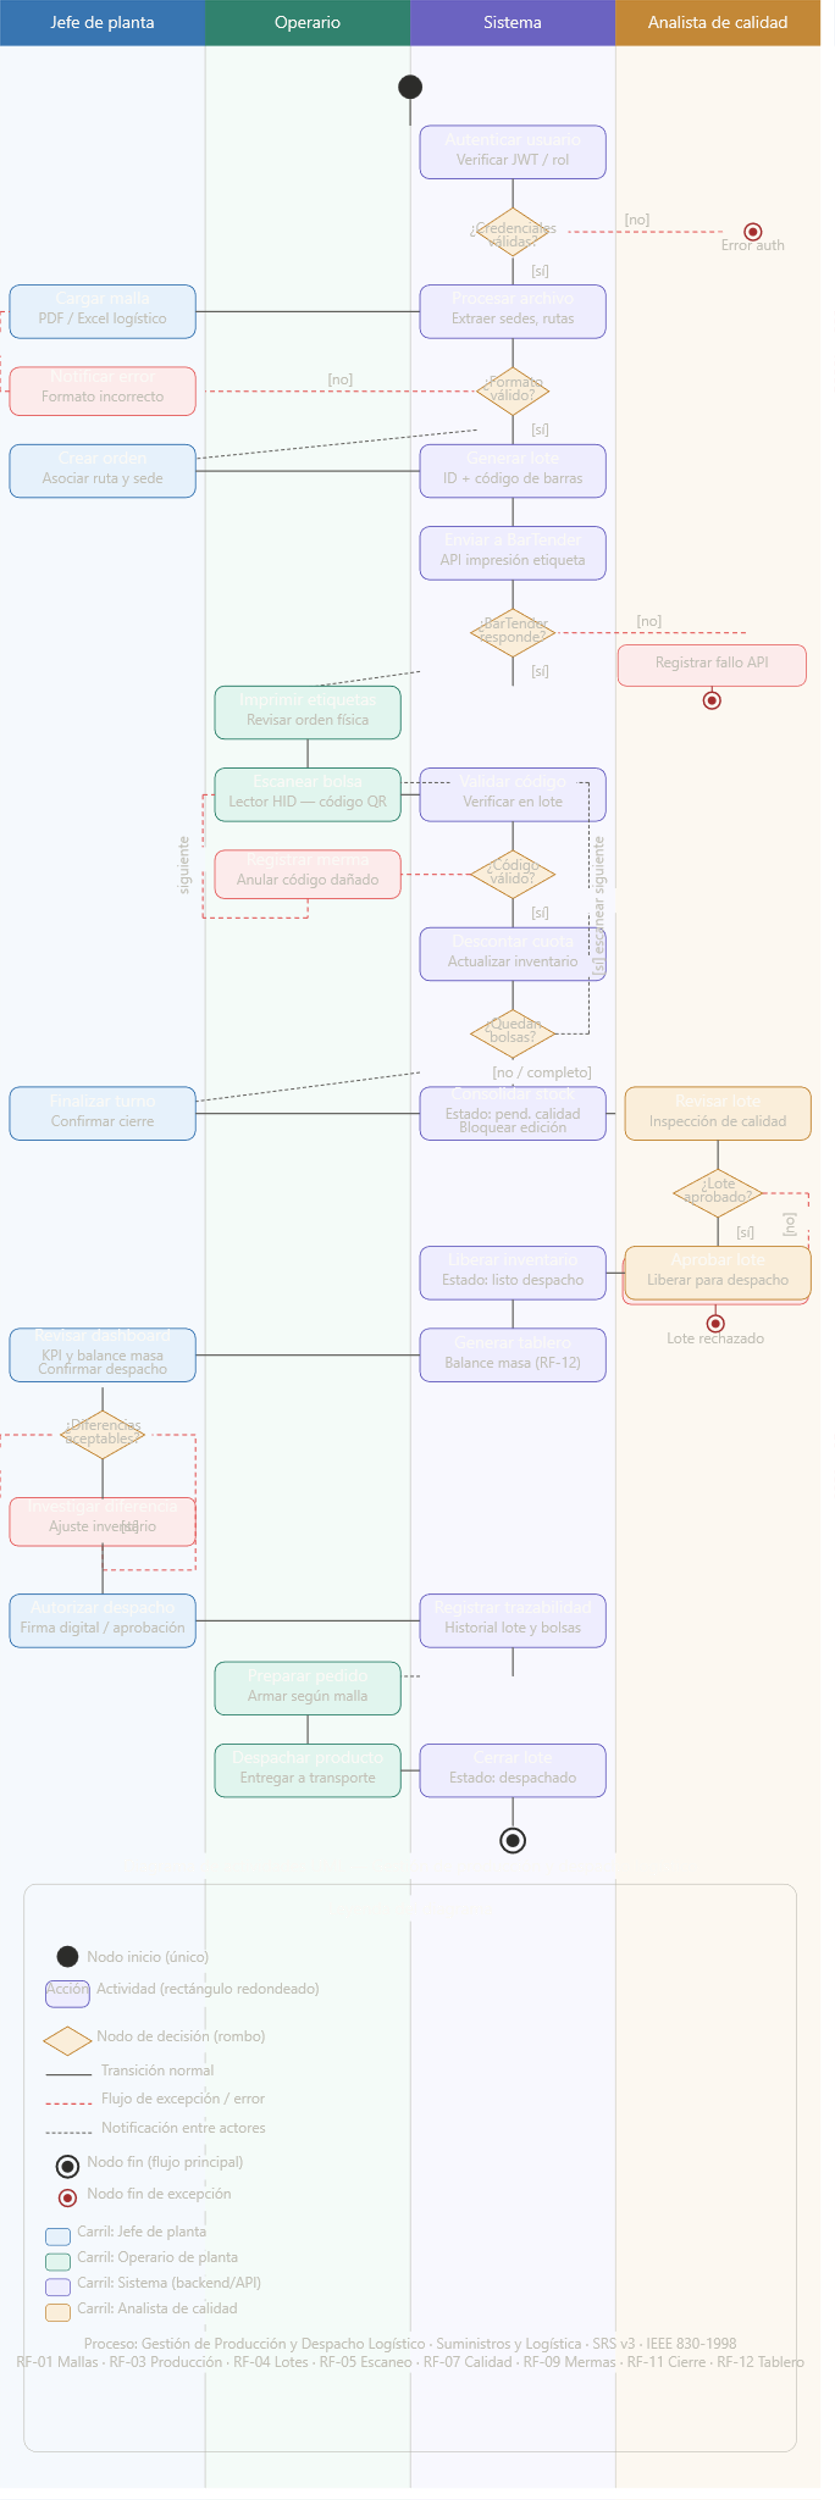 Jefe de planta
Operario
Sistema
Analista de calidad
Autenticar usuario
Verificar JWT / rol
¿Credenciales
válidas?
[no]
Error auth
[sí]
Cargar malla
PDF / Excel logístico
Procesar archivo
Extraer sedes, rutas
Notificar error
Formato incorrecto
[no]
¿Formato
válido?
[sí]
Crear orden
Asociar ruta y sede
Generar lote
ID + código de barras
Enviar a BarTender
API impresión etiqueta
¿BarTender
responde?
[no]
Registrar fallo API
[sí]
Imprimir etiquetas
Revisar orden física
Escanear bolsa
Lector HID — código QR
Validar código
Verificar en lote
siguiente
Registrar merma
Anular código dañado
¿Código
válido?
[sí] escanear siguiente
[sí]
Descontar cuota
Actualizar inventario
¿Quedan
bolsas?
[no / completo]
Finalizar turno
Confirmar cierre
Consolidar stock
Estado: pend. calidad
Bloquear edición
Revisar lote
Inspección de calidad
¿Lote
aprobado?
[no]
[sí]
Liberar inventario
Estado: listo despacho
Aprobar lote
Liberar para despacho
Lote rechazado
Revisar dashboard
KPI y balance masa
Confirmar despacho
Generar tablero
Balance masa (RF-12)
¿Diferencias
aceptables?
Investigar diferencia
Ajuste inventario
[sí]
Autorizar despacho
Firma digital / aprobación
Registrar trazabilidad
Historial lote y bolsas
Preparar pedido
Armar según malla
Despachar producto
Entregar a transporte
Cerrar lote
Estado: despachado
Nodo inicio (único)
Acción
Actividad (rectángulo redondeado)
Nodo de decisión (rombo)
Transición normal
Flujo de excepción / error
Notificación entre actores
Nodo fin (flujo principal)
Nodo fin de excepción
Carril: Jefe de planta
Carril: Operario de planta
Carril: Sistema (backend/API)
Carril: Analista de calidad
Proceso: Gestión de Producción y Despacho Logístico · Suministros y Logística · SRS v3 · IEEE 830-1998
RF-01 Mallas · RF-03 Producción · RF-04 Lotes · RF-05 Escaneo · RF-07 Calidad · RF-09 Mermas · RF-11 Cierre · RF-12 Tablero